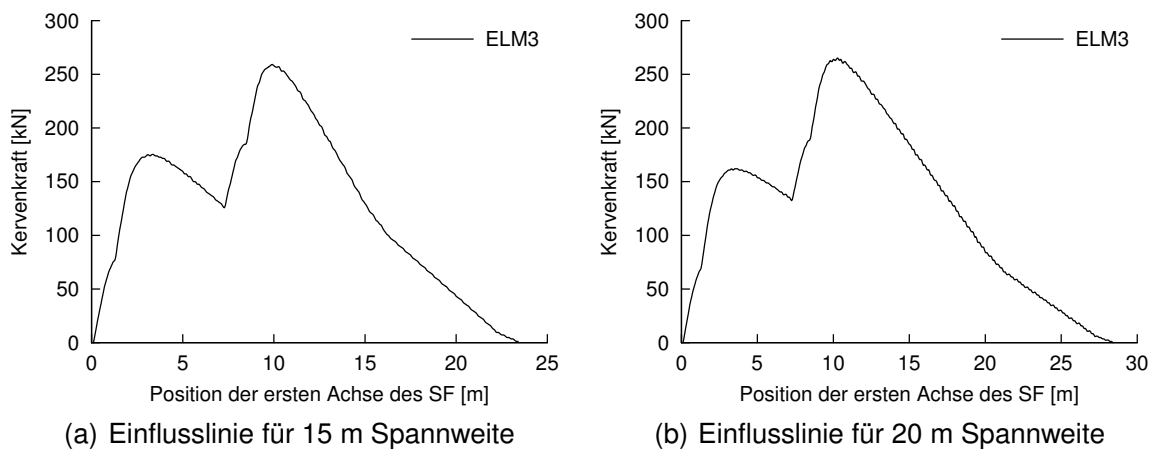 300
250
200
150
100
50
0
Kervenkraft [kN]
ELM3
0 5 10 15 20 25
Position der ersten Achse des SF [m]
(a) Einflusslinie für 15 m Spannweite
300
250
200
150
100
50
0
Kervenkraft [kN]
ELM3
0 5 10 15 20 25 30
Position der ersten Achse des SF [m]
(b) Einflusslinie für 20 m Spannweite